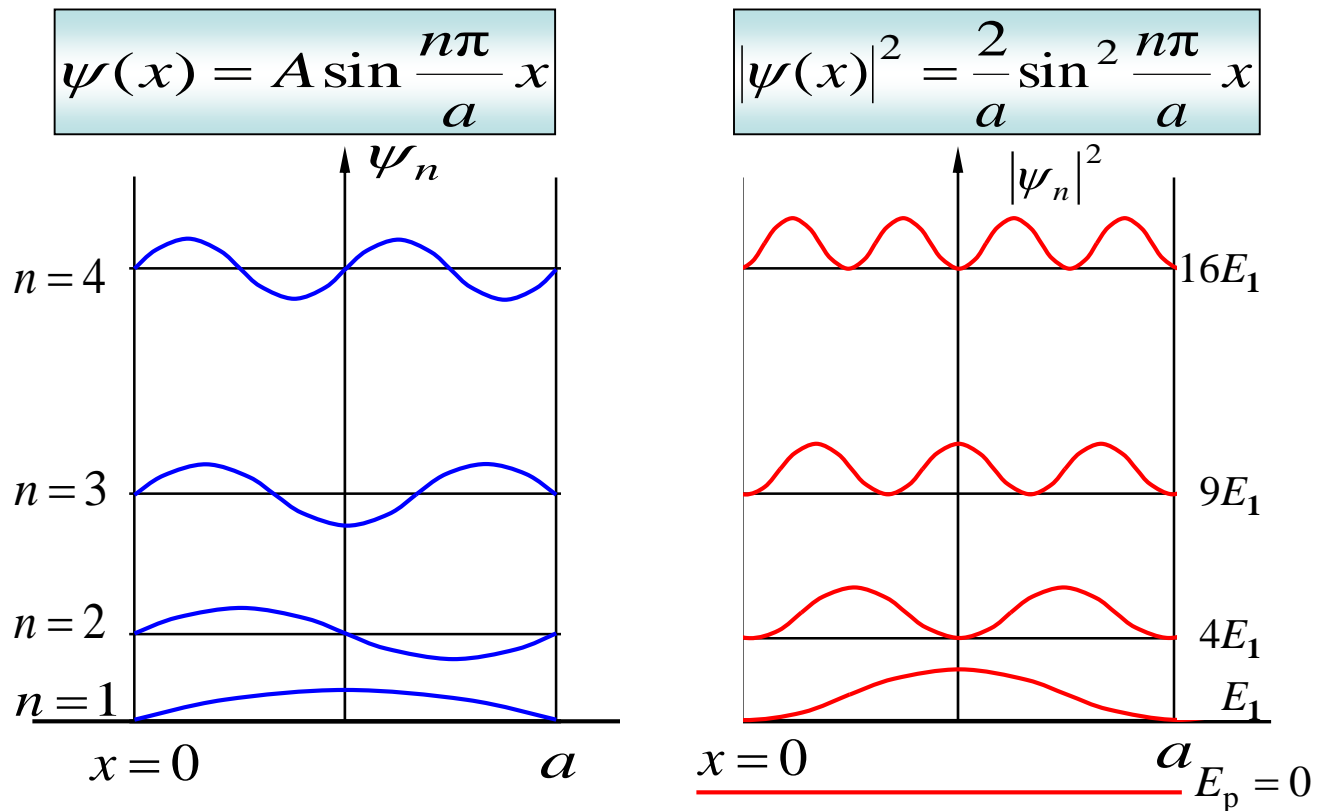 ψ(x) = A sin nπ/a x
|ψ(x)|² = 2/a sin² nπ/a x
ψₙ
|ψₙ|²
n = 4
16E₁
n = 3
9E₁
n = 2
4E₁
n = 1
E₁
x = 0
a
x = 0
a
Eₚ = 0